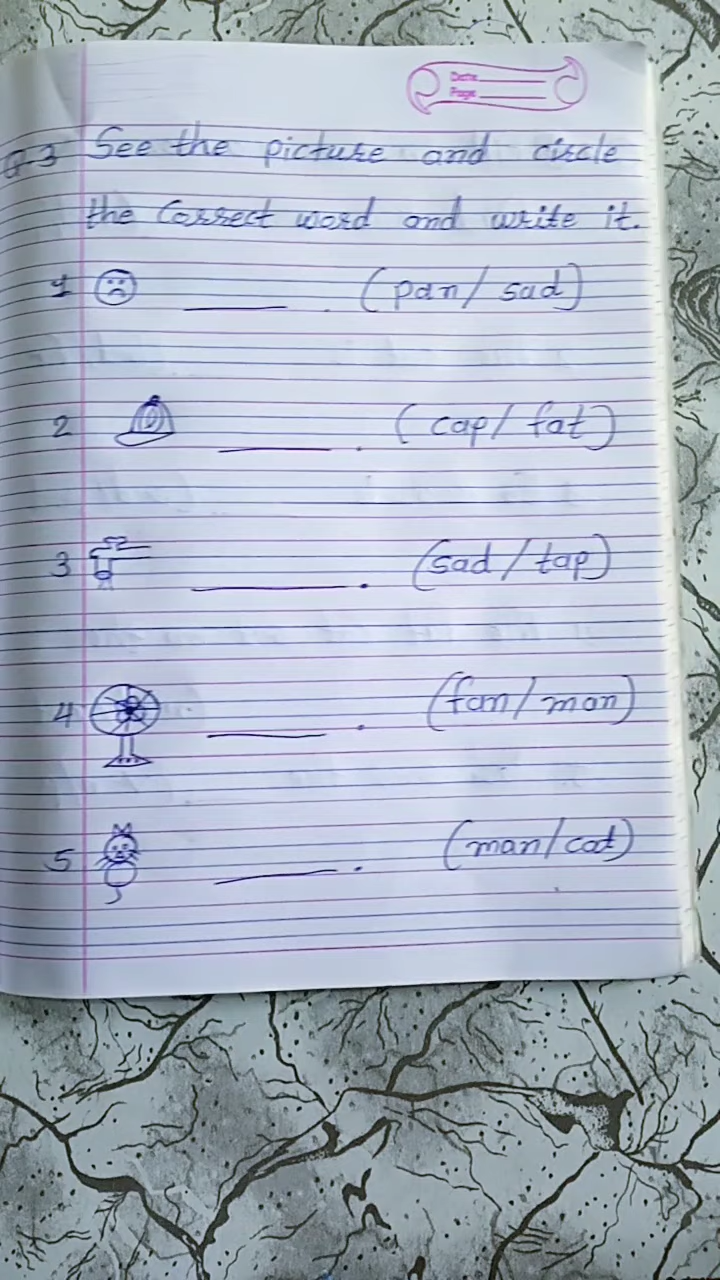 Date
Page
Q.3 See the picture and circle
the Correct word and write it.
1 ______ . (pan/ sad)
2 ______ . (cap/ fat)
3 ______ . (sad/tap)
4 ______ . (fan/man)
5 ______ . (man/cat)